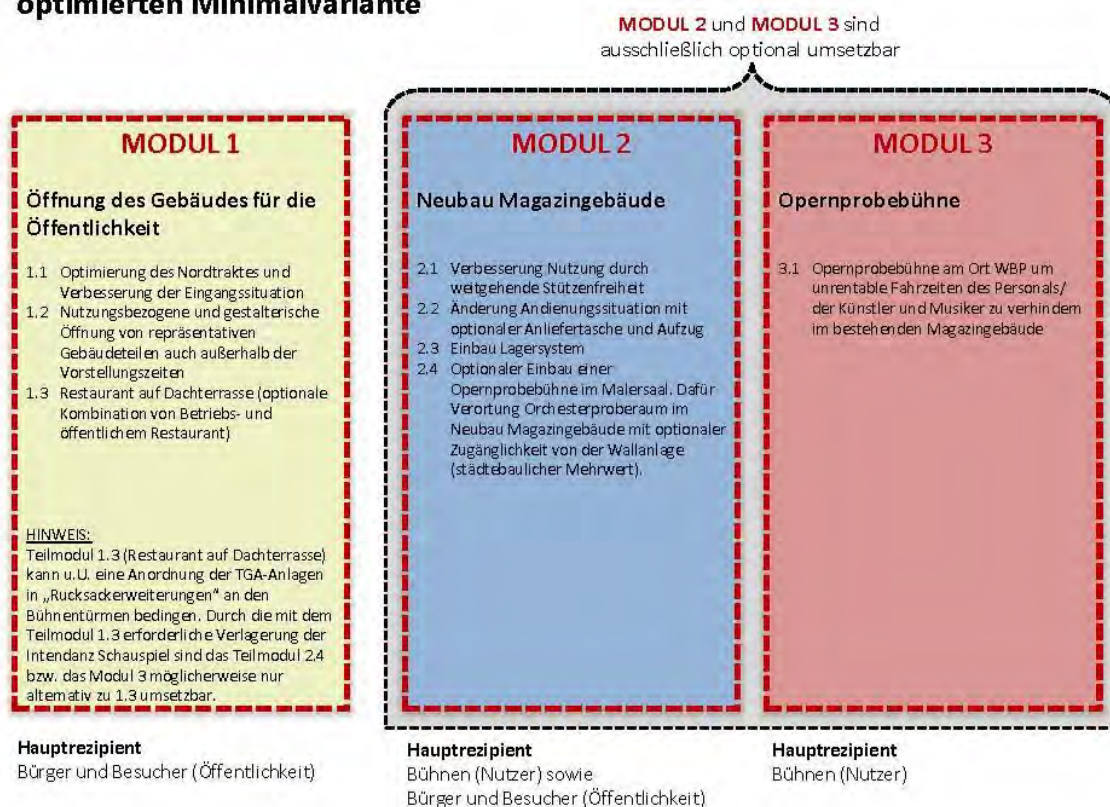 optimierten Minimalvariante
MODUL 2 und MODUL 3 sind
ausschließlich optional umsetzbar
MODUL 1
Öffnung des Gebäudes für die
Öffentlichkeit
1.1 Optimierung des Nordtraktes und
Verbesserung der Eingangssituation
1.2 Nutzungsbezogene und gestalterische
Öffnung von repräsentativen
Gebäudeteilen auch außerhalb der
Vorstellungszeiten
1.3 Restaurant auf Dachterrasse (optionale
Kombination von Betriebs- und
öffentlichem Restaurant)
HINWEIS:
Teilmodul 1.3 (Restaurant auf Dachterrasse)
kann u.U. eine Anordnung der TGA-Anlagen
in „Rucksackerweiterungen" an den
Bühnentürmen bedingen. Durch die mit dem
Teilmodul 1.3 erforderliche Verlagerung der
Intendanz Schauspiel sind das Teilmodul 2.4
bzw. das Modul 3 möglicherweise nur
alternativ zu 1.3 umsetzbar.
Hauptrezipient
Bürger und Besucher (Öffentlichkeit)
MODUL 2
Neubau Magazingebäude
2.1 Verbesserung Nutzung durch
weitgehende Stützenfreiheit
2.2 Änderung Andienungssituation mit
optionaler Anliefertasche und Aufzug
2.3 Einbau Lagersystem
2.4 Optionaler Einbau einer
Opernprobebühne im Malersaal. Dafür
Verortung Orchesterproberaum im
Neubau Magazingebäude mit optionaler
Zugänglichkeit von der Wallanlage
(städtebaulicher Mehrwert).
Hauptrezipient
Bühnen (Nutzer) sowie
Bürger und Besucher (Öffentlichkeit)
MODUL 3
Opernprobebühne
3.1 Opernprobebühne am Ort WBP um
unrentable Fahrzeiten des Personals/
der Künstler und Musiker zu verhindern
im bestehenden Magazingebäude
Hauptrezipient
Bühnen (Nutzer)